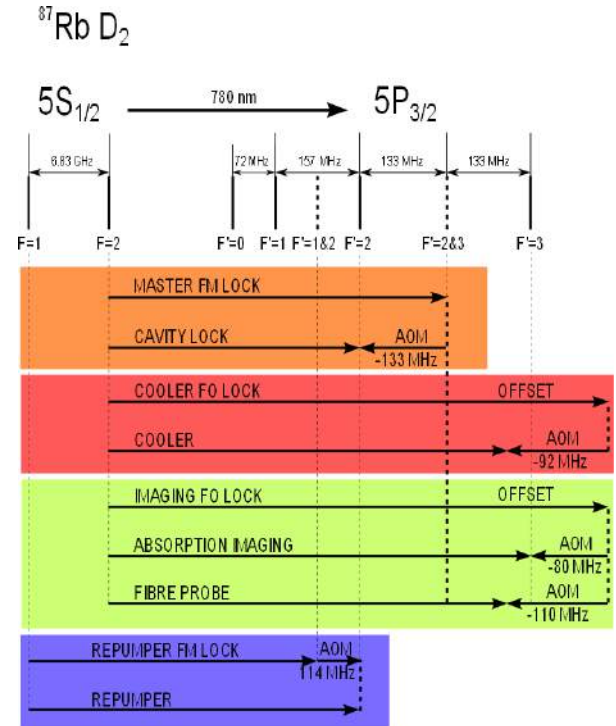 ⁸⁷Rb D₂
5S₁/₂ 780 nm 5P₃/₂
6.83 GHz 72 MHz 157 MHz 133 MHz 133 MHz
F=1 F=2 F'=0 F'=1 F'=1&2 F'=2 F'=2&3 F'=3
MASTER FM LOCK
CAVITY LOCK AOM
-133 MHz
COOLER FO LOCK OFFSET
COOLER AOM
-92 MHz
IMAGING FO LOCK OFFSET
ABSORPTION IMAGING AOM
-80 MHz
FIBRE PROBE AOM
-110 MHz
REPUMPER FM LOCK AOM
114 MHz
REPUMPER